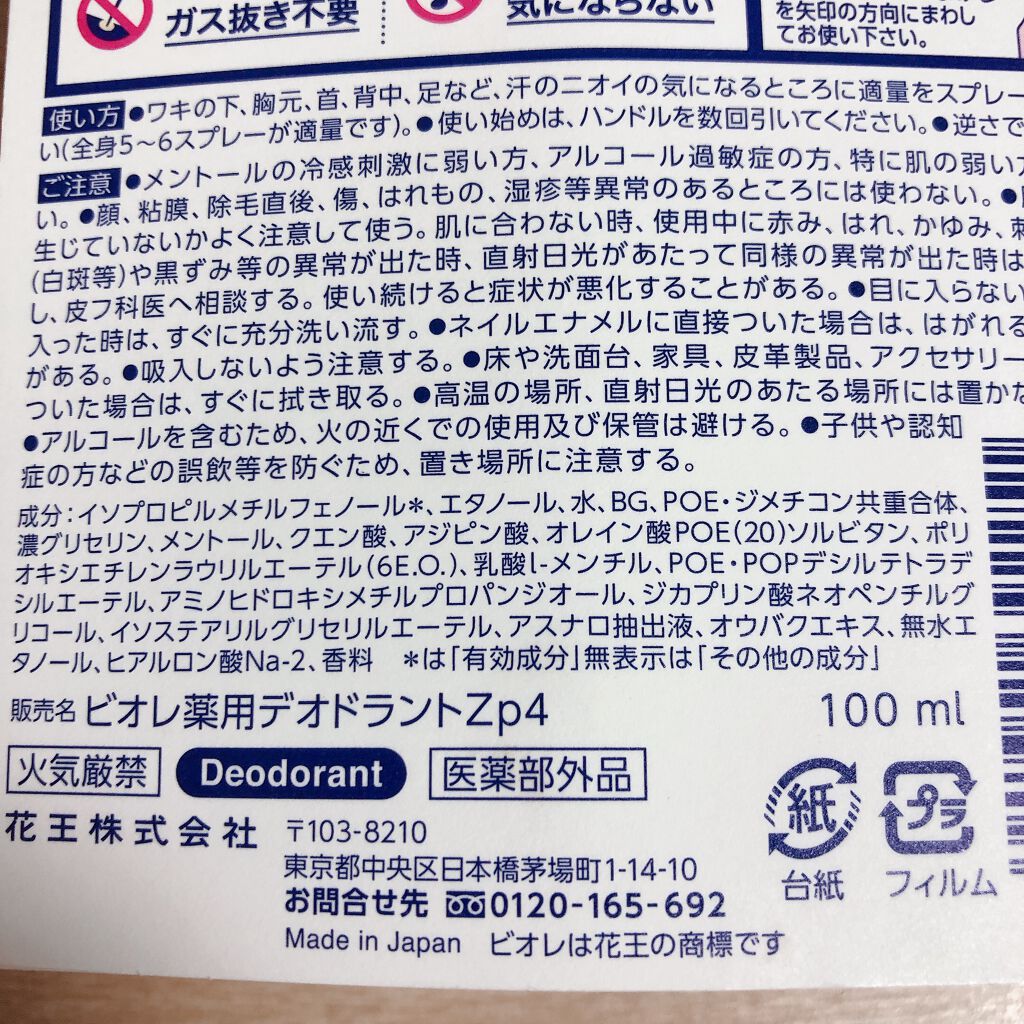 ガス抜き不要
気にならない
を矢印の方向にまわし
てお使い下さい。
使い方 ●ワキの下、胸元、首、背中、足など、汗のニオイの気になるところに適量をスプレー
い(全身5〜6スプレーが適量です)。●使い始めは、ハンドルを数回引いてください。●逆さで
ご注意 ●メントールの冷感刺激に弱い方、アルコール過敏症の方、特に肌の弱い方
い。●顔、粘膜、除毛直後、傷、はれもの、湿疹等異常のあるところには使わない。●
生じていないかよく注意して使う。肌に合わない時、使用中に赤み、はれ、かゆみ、刺
(白斑等)や黒ずみ等の異常が出た時、直射日光があたって同様の異常が出た時は
し、皮フ科医へ相談する。使い続けると症状が悪化することがある。●目に入らない
入った時は、すぐに充分洗い流す。●ネイルエナメルに直接ついた場合は、はがれる
がある。●吸入しないよう注意する。●床や洗面台、家具、皮革製品、アクセサリー
ついた場合は、すぐに拭き取る。●高温の場所、直射日光のあたる場所には置かな
●アルコールを含むため、火の近くでの使用及び保管は避ける。●子供や認知
症の方などの誤飲等を防ぐため、置き場所に注意する。
成分：イソプロピルメチルフェノール＊、エタノール、水、BG、POE・ジメチコン共重合体、
濃グリセリン、メントール、クエン酸、アジピン酸、オレイン酸POE(20)ソルビタン、ポリ
オキシエチレンラウリルエーテル(6E.O.)、乳酸l-メンチル、POE・POPデシルテトラデ
シルエーテル、アミノヒドロキシメチルプロパンジオール、ジカプリン酸ネオペンチルグ
リコール、イソステアリルグリセリルエーテル、アスナロ抽出液、オウバクエキス、無水エ
タノール、ヒアルロン酸Na-2、香料 ＊は「有効成分」無表示は「その他の成分」
販売名 ビオレ薬用デオドラントZp4 100 ml
火気厳禁 Deodorant 医薬部外品
花王株式会社 〒103-8210
東京都中央区日本橋茅場町1-14-10
お問合せ先 0120-165-692
Made in Japan ビオレは花王の商標です
紙
プラ
台紙 フィルム